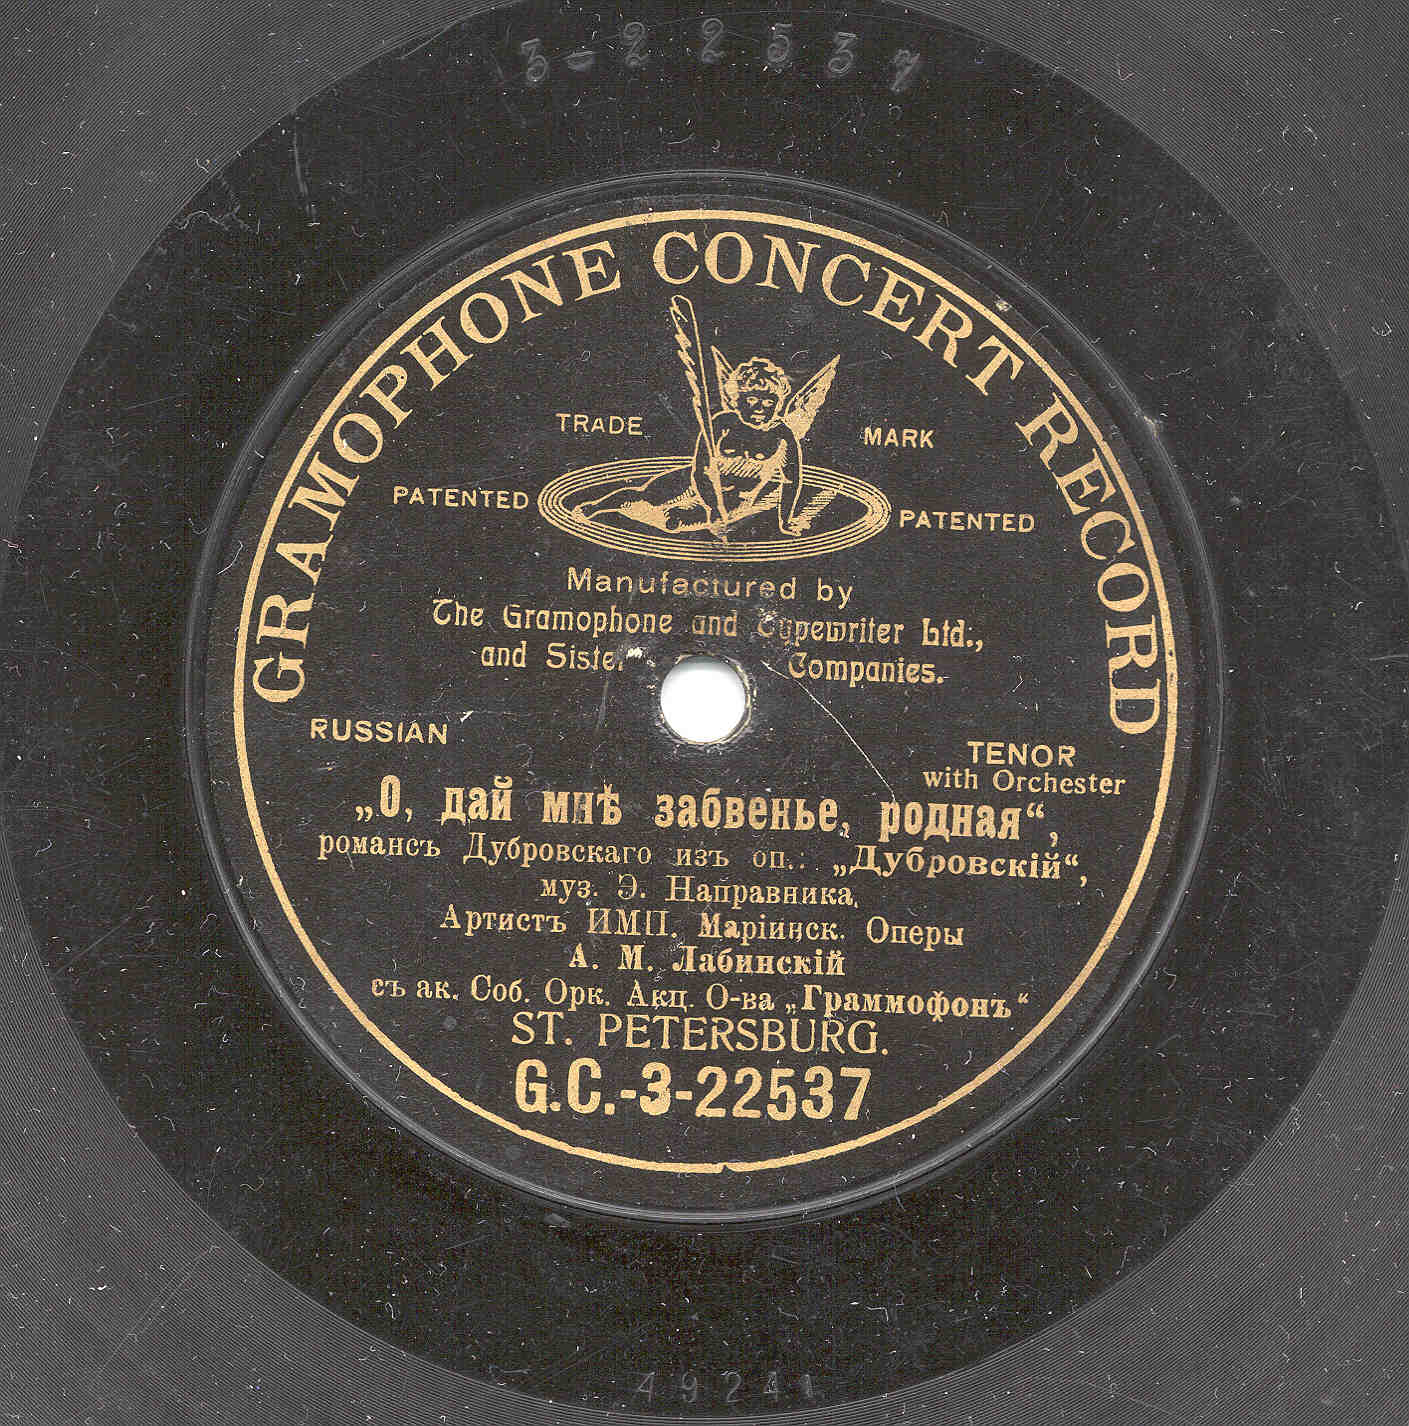 3-22537
GRAMOPHONE CONCERT RECORD
TRADE MARK
PATENTED PATENTED
Manufactured by
The Gramophone and Typewriter Ltd.,
and Sister Companies.
RUSSIAN
TENOR
with Orchester
„О, дай мнѣ забвенье, родная“,
романсъ Дубровскаго изъ оп.: „Дубровскій“,
муз. Э. Направника.
Артистъ ИМП. Маріинск. Оперы
А. М. Лабинскій
съ ак. Соб. Орк. Акц. О-ва „Граммофонъ“
ST. PETERSBURG.
G.C.-3-22537